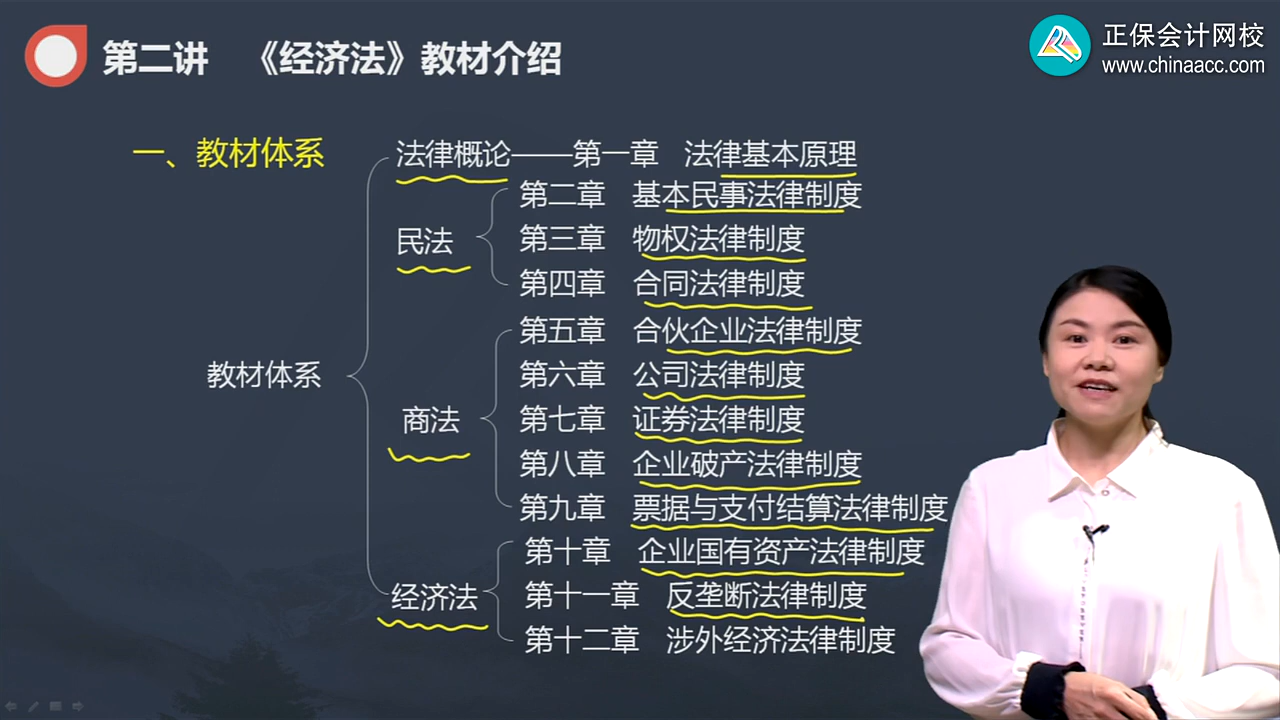 第二讲 《经济法》教材介绍
正保会计网校
www.chinaacc.com
一、教材体系
教材体系
法律概论——第一章 法律基本原理
民法
第二章 基本民事法律制度
第三章 物权法律制度
第四章 合同法律制度
商法
第五章 合伙企业法律制度
第六章 公司法律制度
第七章 证券法律制度
第八章 企业破产法律制度
第九章 票据与支付结算法律制度
经济法
第十章 企业国有资产法律制度
第十一章 反垄断法律制度
第十二章 涉外经济法律制度